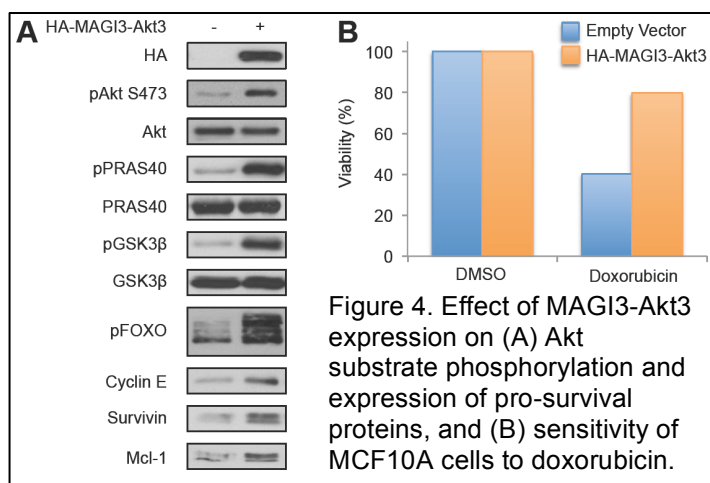 A
HA-MAGI3-Akt3 - +
HA
pAkt S473
Akt
pPRAS40
PRAS40
pGSK3β
GSK3β
pFOXO
Cyclin E
Survivin
Mcl-1
B
Empty Vector
HA-MAGI3-Akt3
Viability (%)
100
80
60
40
20
0
DMSO Doxorubicin
Figure 4. Effect of MAGI3-Akt3
expression on (A) Akt
substrate phosphorylation and
expression of pro-survival
proteins, and (B) sensitivity of
MCF10A cells to doxorubicin.